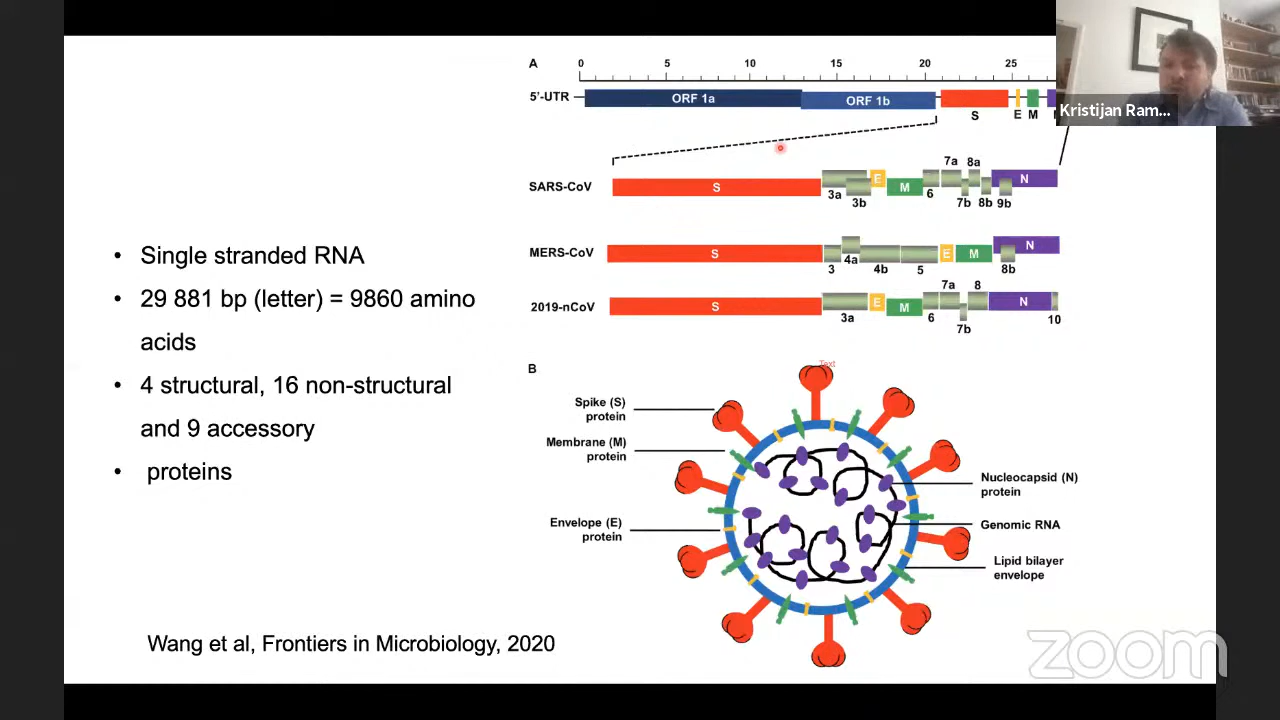 • Single stranded RNA
• 29 881 bp (letter) = 9860 amino
acids
• 4 structural, 16 non-structural
and 9 accessory
• proteins
Wang et al, Frontiers in Microbiology, 2020
A
0 5 10 15 20 25
5'-UTR ORF 1a ORF 1b S E M
Kristijan Ram...
SARS-CoV S 3a 3b E M 6 7a 7b 8a 8b 9b N
MERS-CoV S 3 4a 4b 5 E M 8b N
2019-nCoV S 3a E M 6 7a 7b 8 N 10
B
Text
Spike (S)
protein
Membrane (M)
protein
Envelope (E)
protein
Nucleocapsid (N)
protein
Genomic RNA
Lipid bilayer
envelope
zoom